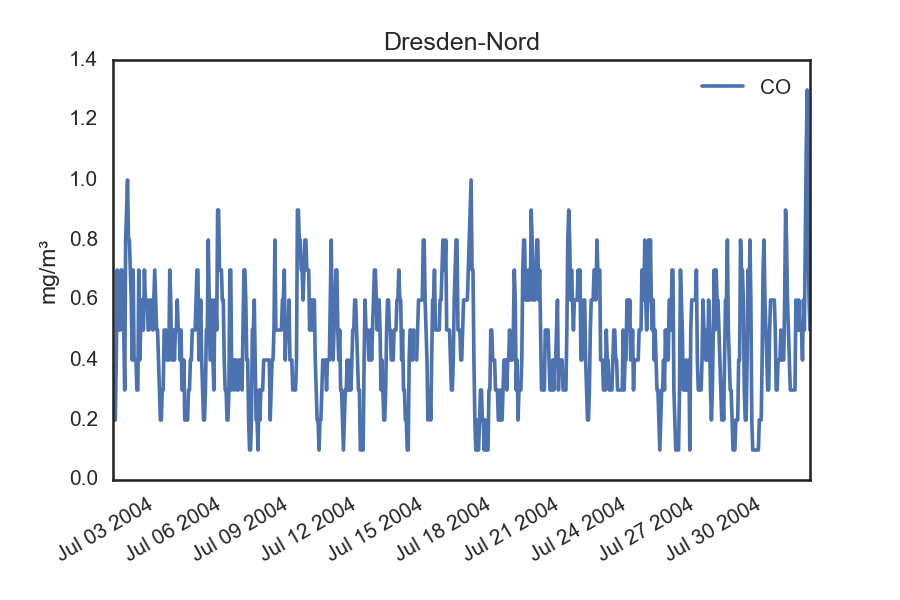 Dresden-Nord
1.4
1.2
1.0
0.8
0.6
0.4
0.2
0.0
mg/m³
CO
Jul 03 2004
Jul 06 2004
Jul 09 2004
Jul 12 2004
Jul 15 2004
Jul 18 2004
Jul 21 2004
Jul 24 2004
Jul 27 2004
Jul 30 2004